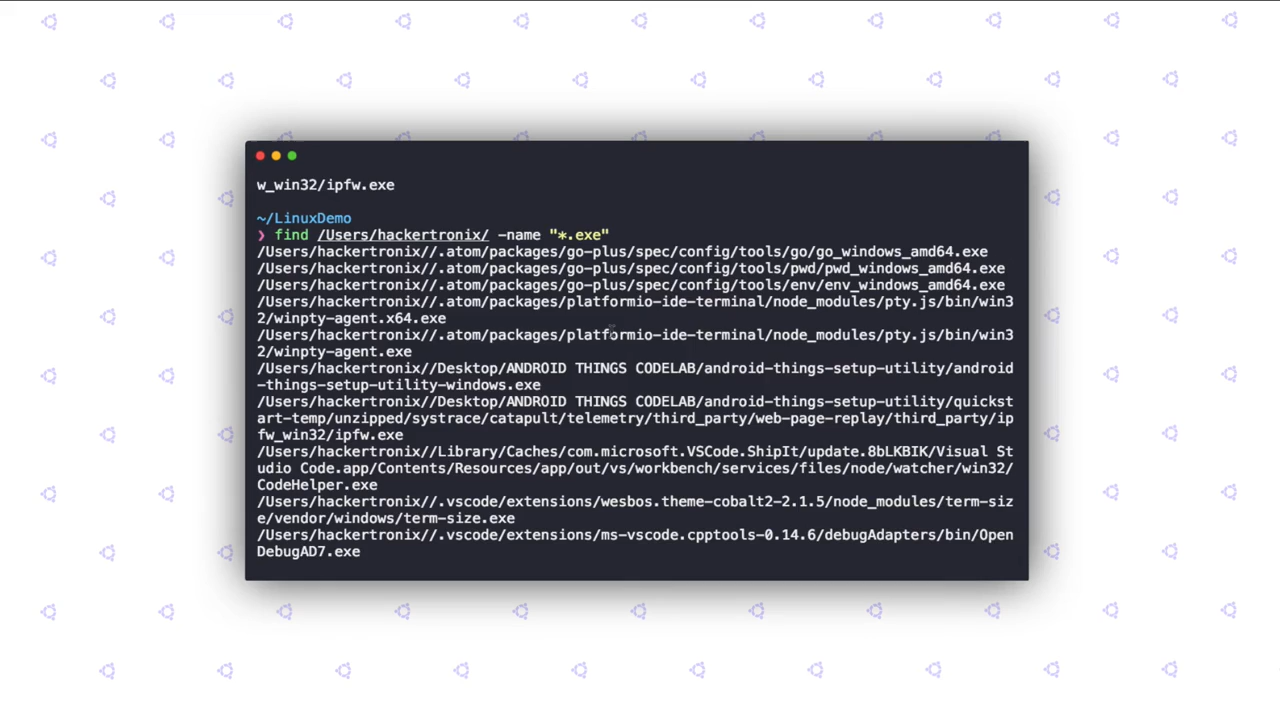 w_win32/ipfw.exe
~/LinuxDemo
❯ find /Users/hackertronix/ -name "*.exe"
/Users/hackertronix//.atom/packages/go-plus/spec/config/tools/go/go_windows_amd64.exe
/Users/hackertronix//.atom/packages/go-plus/spec/config/tools/pwd/pwd_windows_amd64.exe
/Users/hackertronix//.atom/packages/go-plus/spec/config/tools/env/env_windows_amd64.exe
/Users/hackertronix//.atom/packages/platformio-ide-terminal/node_modules/pty.js/bin/win3
2/winpty-agent.x64.exe
/Users/hackertronix//.atom/packages/platformio-ide-terminal/node_modules/pty.js/bin/win3
2/winpty-agent.exe
/Users/hackertronix//Desktop/ANDROID THINGS CODELAB/android-things-setup-utility/android
-things-setup-utility-windows.exe
/Users/hackertronix//Desktop/ANDROID THINGS CODELAB/android-things-setup-utility/quickst
art-temp/unzipped/systrace/catapult/telemetry/third_party/web-page-replay/third_party/ip
fw_win32/ipfw.exe
/Users/hackertronix//Library/Caches/com.microsoft.VSCode.ShipIt/update.8bLKBIK/Visual St
udio Code.app/Contents/Resources/app/out/vs/workbench/services/files/node/watcher/win32/
CodeHelper.exe
/Users/hackertronix//.vscode/extensions/wesbos.theme-cobalt2-2.1.5/node_modules/term-siz
e/vendor/windows/term-size.exe
/Users/hackertronix//.vscode/extensions/ms-vscode.cpptools-0.14.6/debugAdapters/bin/Open
DebugAD7.exe